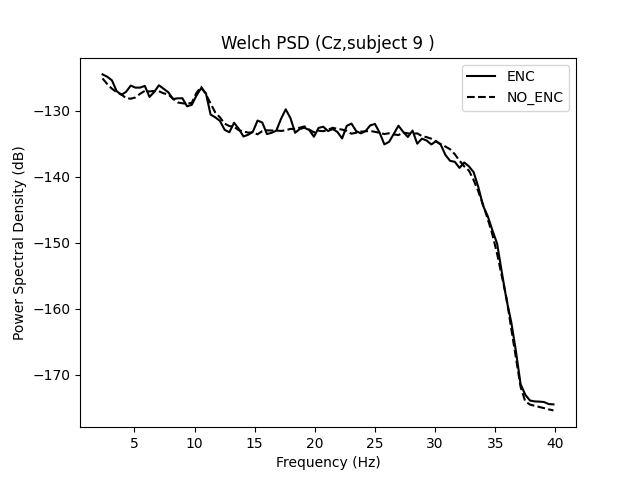 Welch PSD (Cz,subject 9 )
ENC
NO_ENC
Power Spectral Density (dB)
−130
−140
−150
−160
−170
5 10 15 20 25 30 35 40
Frequency (Hz)